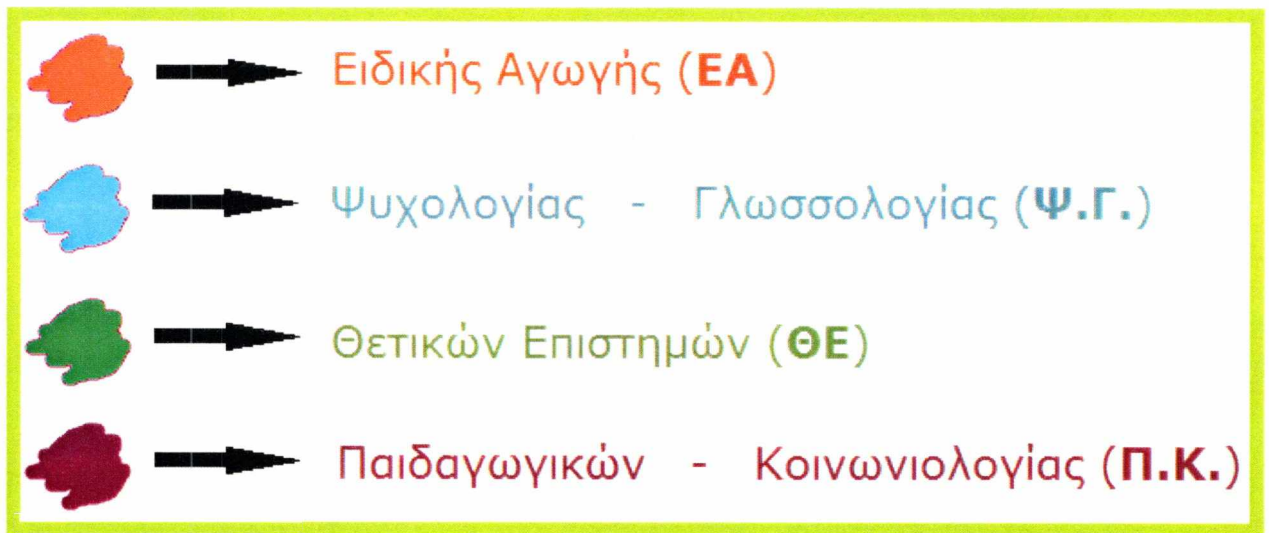 Ειδικής Αγωγής (ΕΑ)
Ψυχολογίας - Γλωσσολογίας (Ψ.Γ.)
Θετικών Επιστημών (ΘΕ)
Παιδαγωγικών - Κοινωνιολογίας (Π.Κ.)